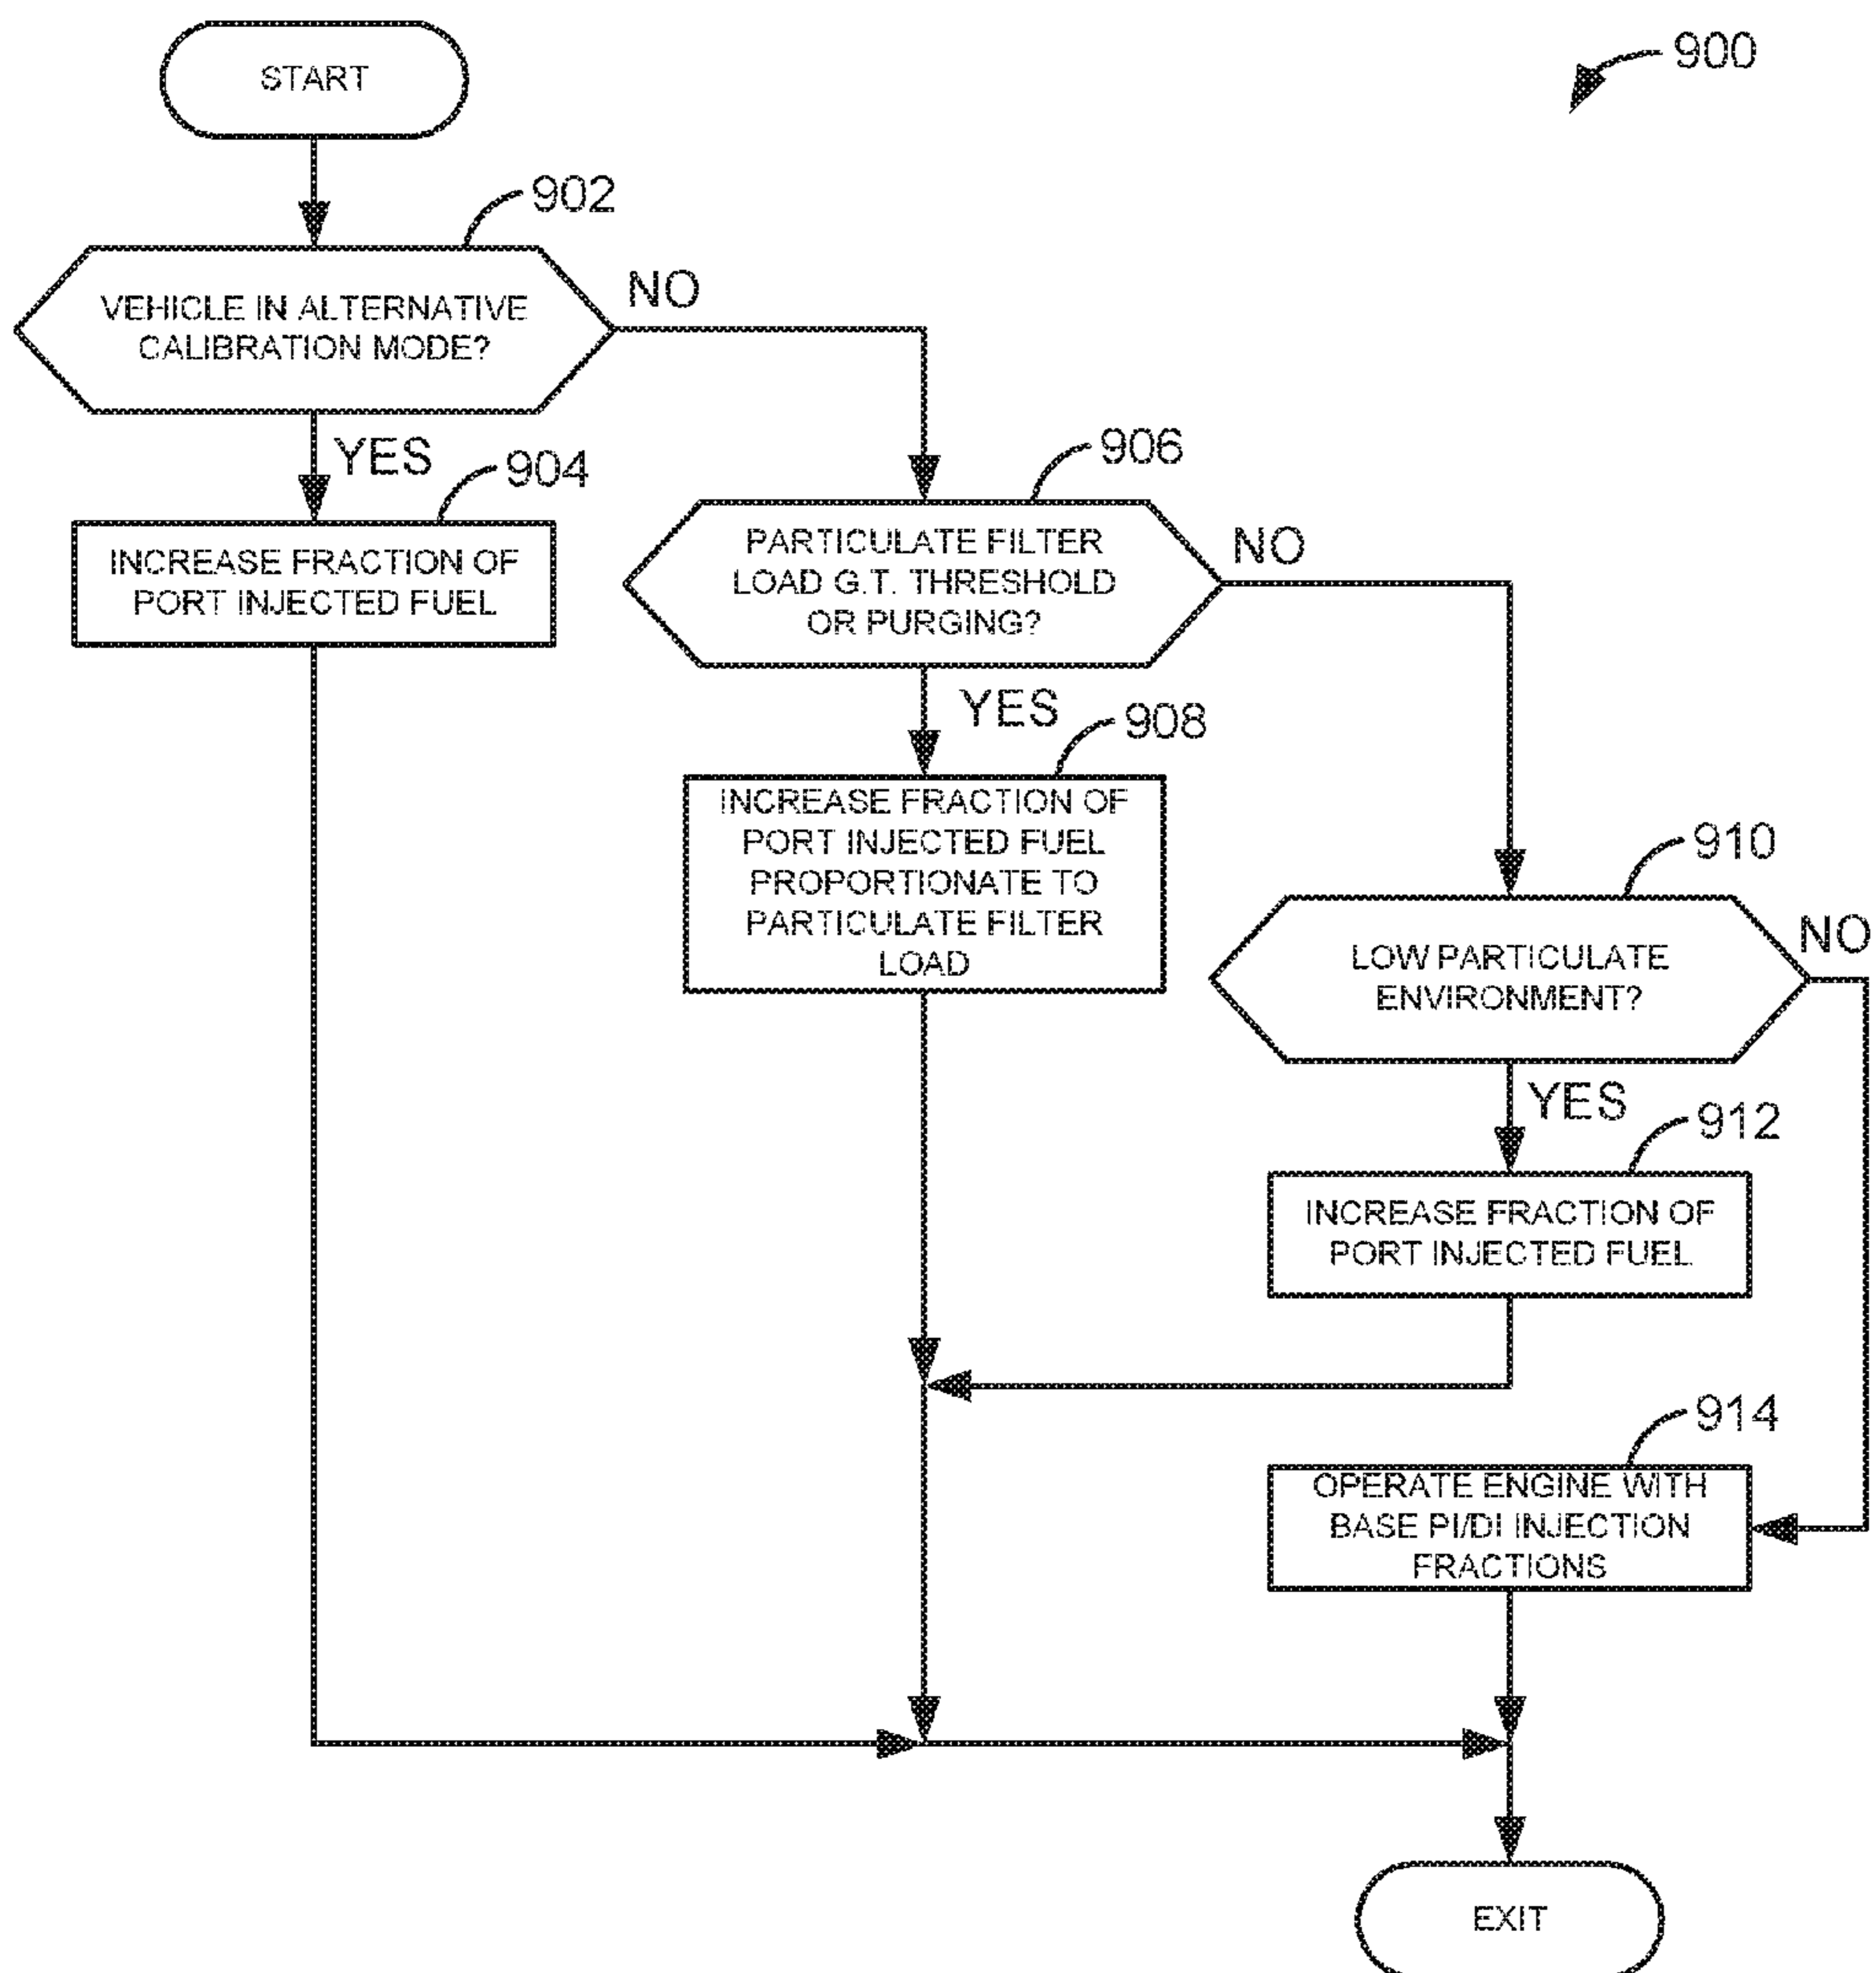 START
900
902
VEHICLE IN ALTERNATIVE
CALIBRATION MODE?
NO
YES
904
INCREASE FRACTION OF
PORT INJECTED FUEL
906
PARTICULATE FILTER
LOAD G.T. THRESHOLD
OR PURGING?
NO
YES
908
INCREASE FRACTION OF
PORT INJECTED FUEL
PROPORTIONATE TO
PARTICULATE FILTER
LOAD
910
LOW PARTICULATE
ENVIRONMENT?
NO
YES
912
INCREASE FRACTION OF
PORT INJECTED FUEL
914
OPERATE ENGINE WITH
BASE PI/DI INJECTION
FRACTIONS
EXIT